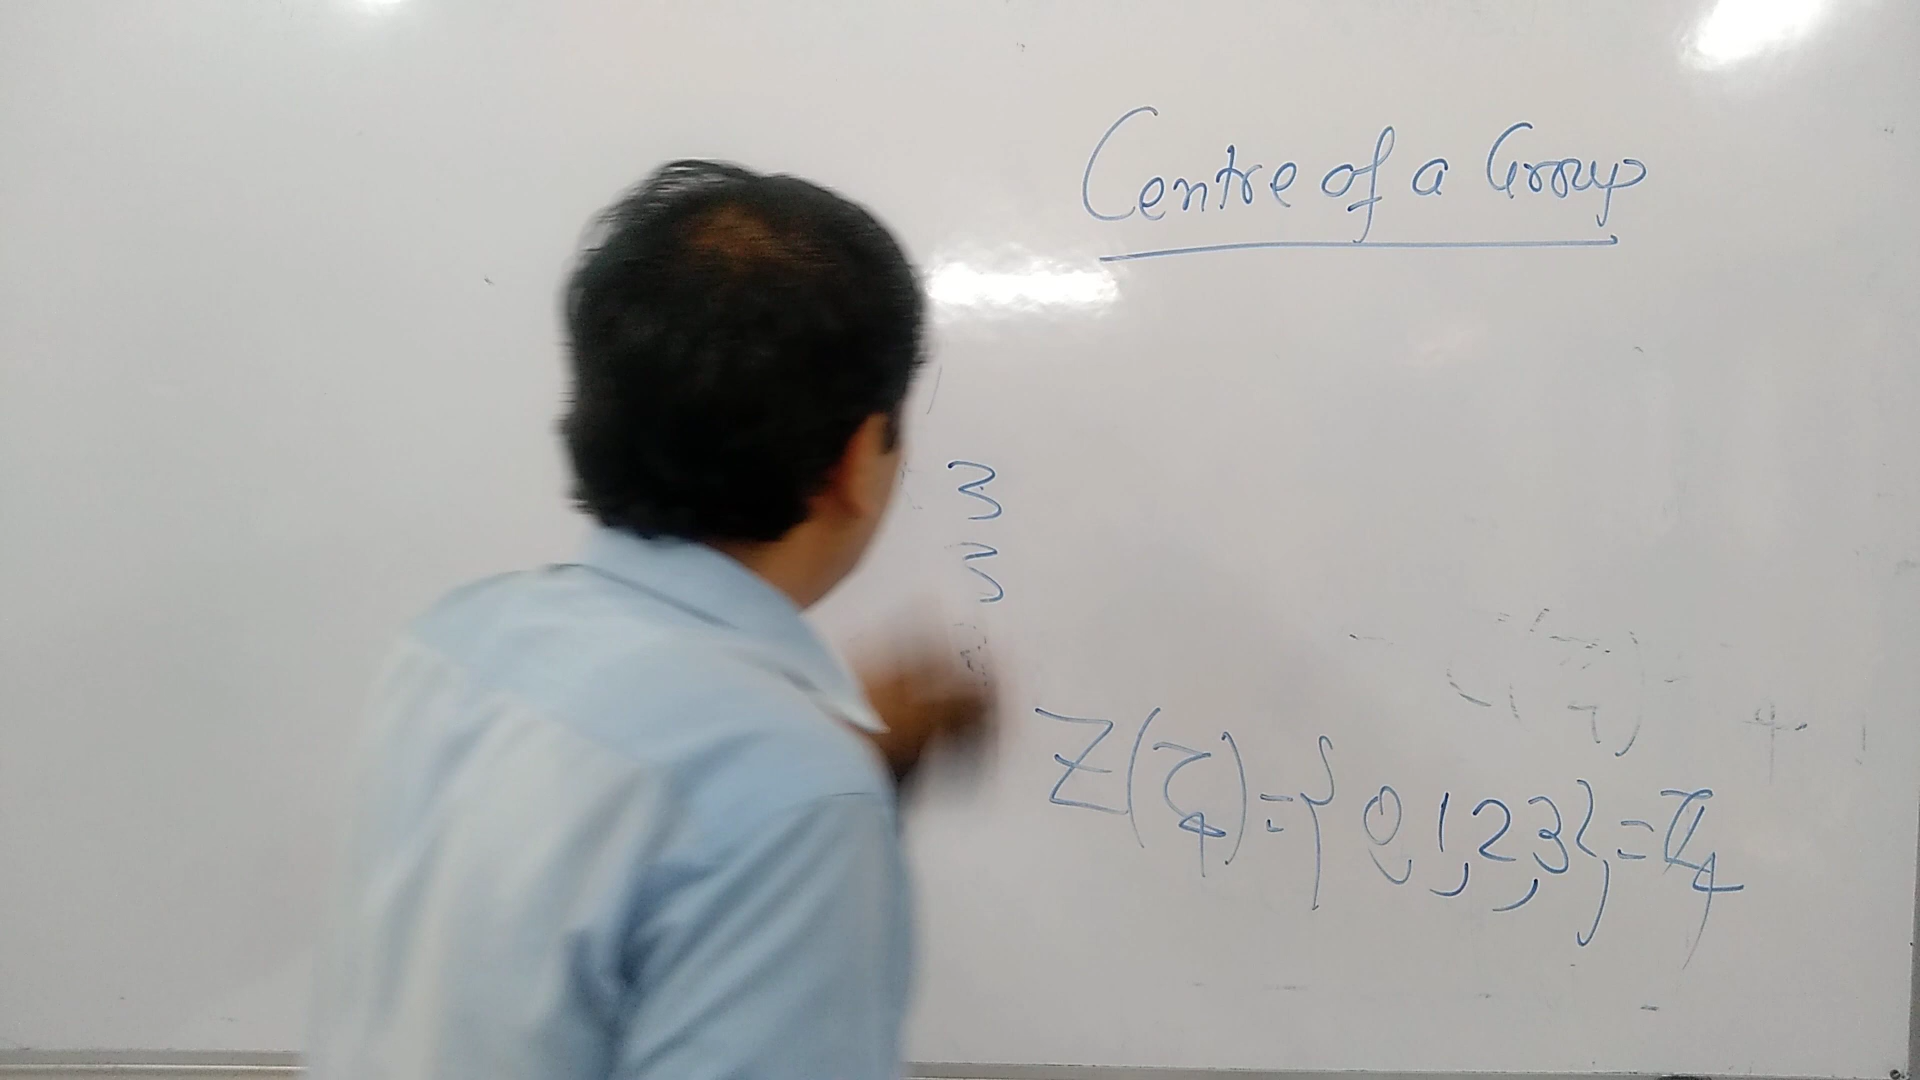 Centre of a Group
Z(Z4) = {0,1,2,3} = Z4